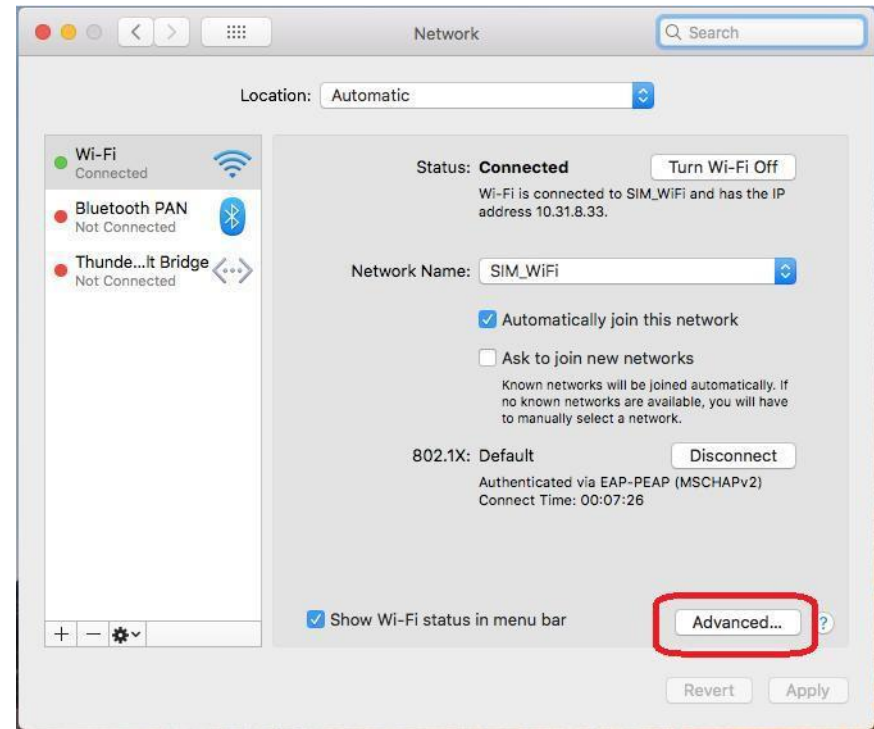 Network
Search
Location: Automatic
Wi-Fi
Connected
Bluetooth PAN
Not Connected
Thunde...lt Bridge
Not Connected
Status: Connected
Turn Wi-Fi Off
Wi-Fi is connected to SIM_WiFi and has the IP
address 10.31.8.33.
Network Name: SIM_WiFi
Automatically join this network
Ask to join new networks
Known networks will be joined automatically. If
no known networks are available, you will have
to manually select a network.
802.1X: Default
Disconnect
Authenticated via EAP-PEAP (MSCHAPv2)
Connect Time: 00:07:26
Show Wi-Fi status in menu bar
Advanced...
?
+ −
Revert
Apply